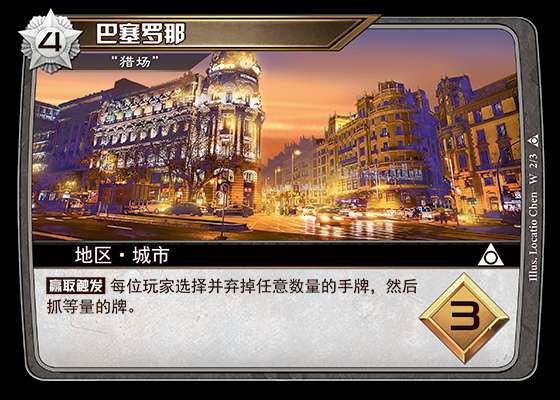 4
巴塞罗那
“猎场”
地区·城市
赢取触发 每位玩家选择并弃掉任意数量的手牌，然后
抓等量的牌。
3
Illus. Locatio Chen W 2/3